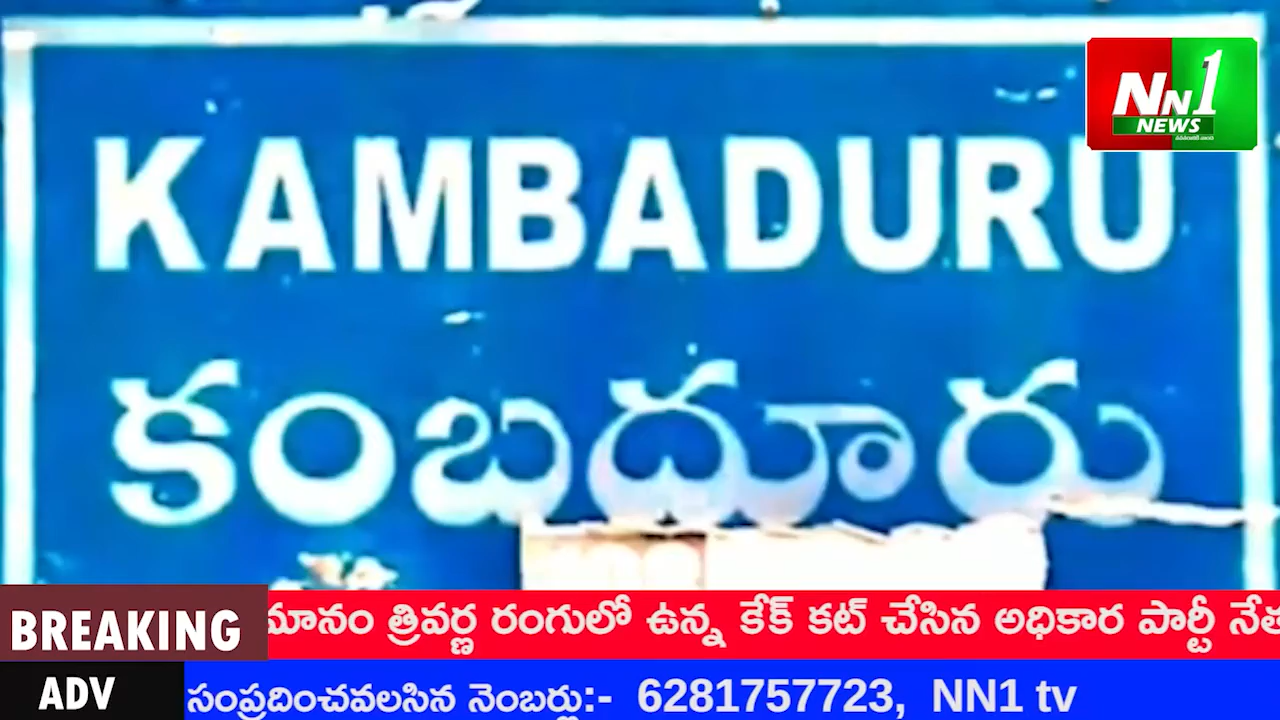 NN1
NEWS
KAMBADURU
కంబదూరు
BREAKING
మానం త్రివర్ణ రంగులో ఉన్న కేక్ కట్ చేసిన అధికార పార్టీ నేత
ADV
సంప్రదించవలసిన నెంబర్లు:- 6281757723, NN1 tv